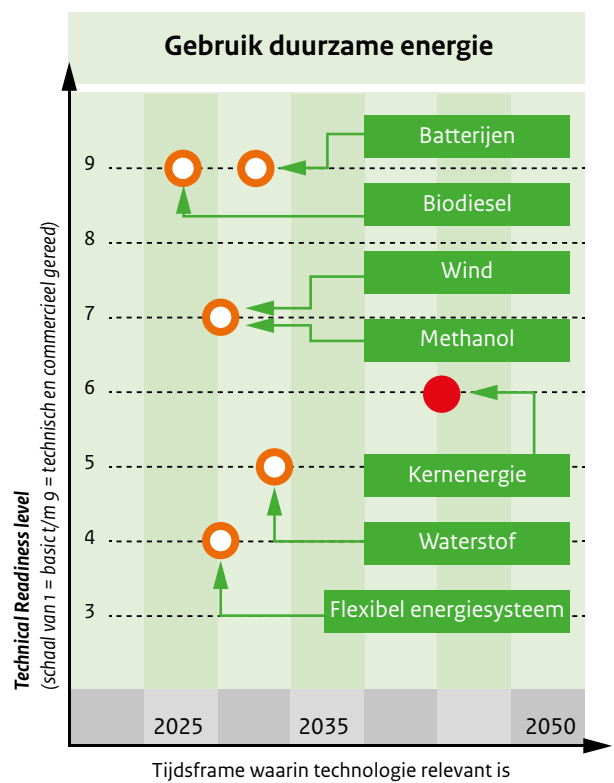 Gebruik duurzame energie
Technical Readiness level
(schaal van 1 = basic t/m 9 = technisch en commercieel gereed)
9
8
7
6
5
4
3
Batterijen
Biodiesel
Wind
Methanol
Kernenergie
Waterstof
Flexibel energiesysteem
2025
2035
2050
Tijdsframe waarin technologie relevant is